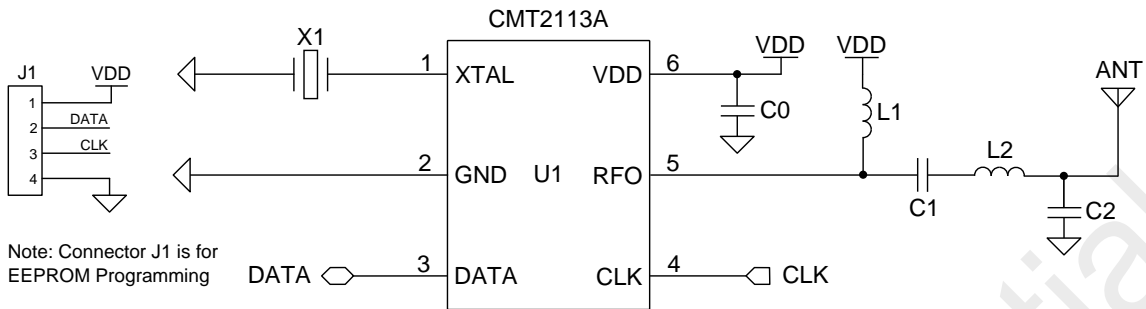 CMT2113A
X1
J1
VDD
1
2
3
4
DATA
CLK
1
XTAL
VDD
6
VDD
VDD
ANT
C0
L1
2
GND
U1
RFO
5
C1
L2
C2
Note: Connector J1 is for
EEPROM Programming
DATA
3
DATA
CLK
4
CLK
tial